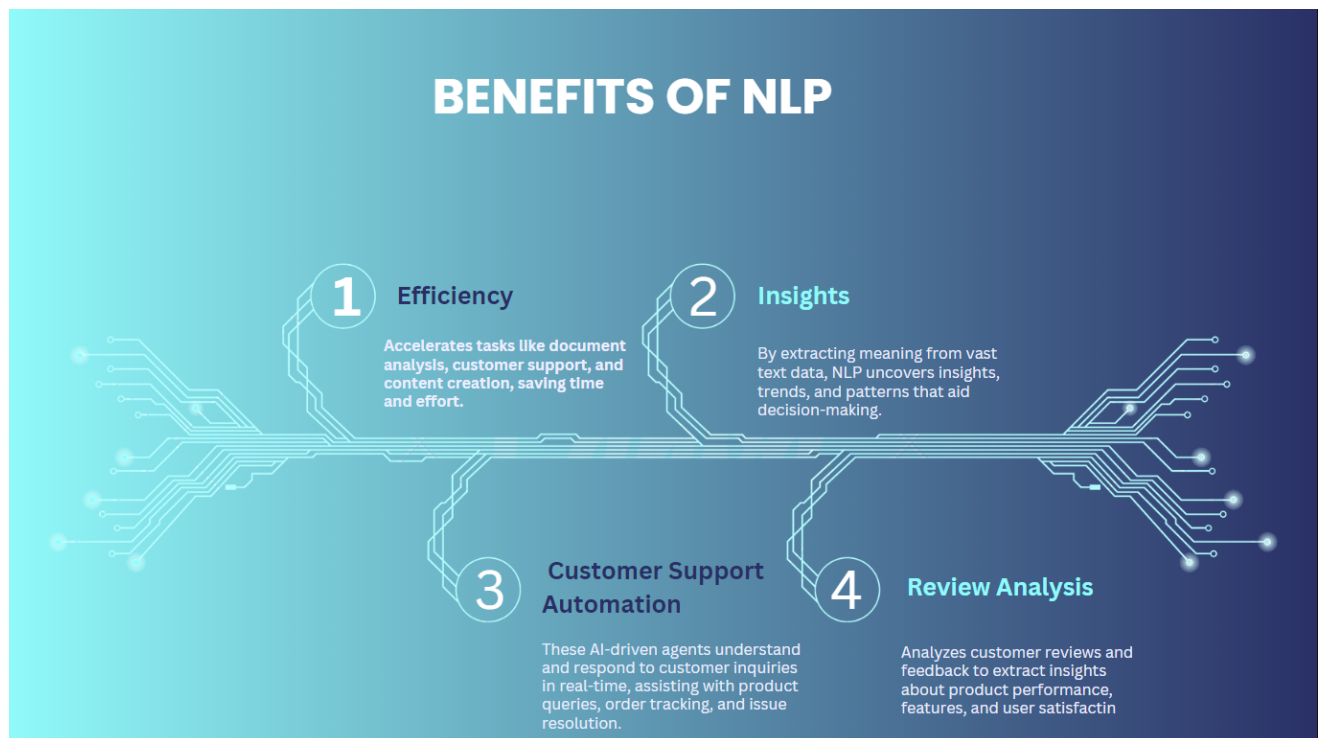 BENEFITS OF NLP
1
Efficiency
Accelerates tasks like document
analysis, customer support, and
content creation, saving time
and effort.
2
Insights
By extracting meaning from vast
text data, NLP uncovers insights,
trends, and patterns that aid
decision-making.
3
Customer Support
Automation
These AI-driven agents understand
and respond to customer inquiries
in real-time, assisting with product
queries, order tracking, and issue
resolution.
4
Review Analysis
Analyzes customer reviews and
feedback to extract insights
about product performance,
features, and user satisfactin